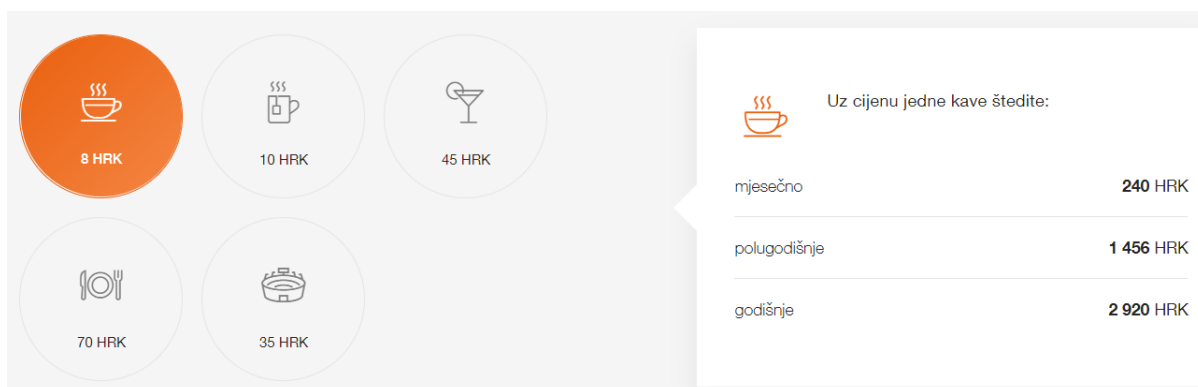 8 HRK
10 HRK
45 HRK
70 HRK
35 HRK
Uz cijenu jedne kave štedite:
mjesečno 240 HRK
polugodišnje 1 456 HRK
godišnje 2 920 HRK